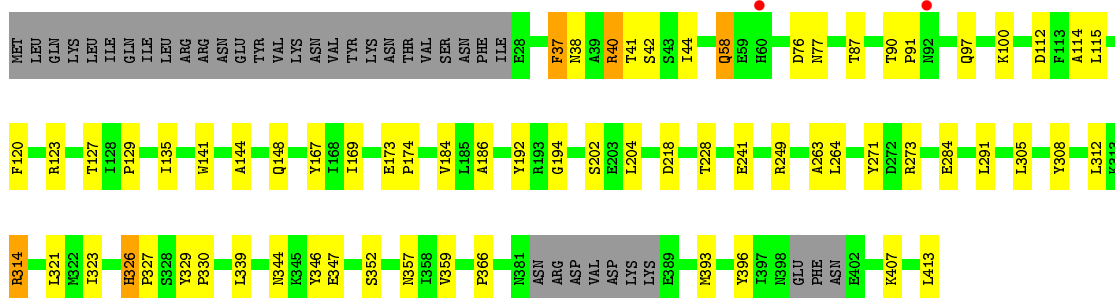 MET LEU GLN LYS LEU ILE GLN ILE LEU ARG ARG ASN GLU TYR VAL LYS ASN VAL TYR LYS ASN THR VAL SER ASN PHE ILE E28 F37 N38 A39 R40 T41 S42 S43 I44 Q58 E59 H60 D76 N77 T87 T90 P91 N92 Q97 K100 D112 F113 A114 L115
F120 R123 T127 I128 P129 I135 W141 A144 Q148 Y167 I168 I169 E173 P174 V184 L185 A186 Y192 R193 G194 S202 E203 L204 D218 T228 E241 R249 A263 L264 Y271 D272 R273 E284 L291 L305 Y308 L312 K313
R314 L321 M322 I323 H326 P327 S328 Y329 P330 L339 N344 K345 Y346 E347 S352 N357 I358 V359 P366 N381 ASN ARG ASP VAL ASP LYS LYS E389 M393 Y396 I397 N398 GLU PHE ASN E402 K407 L413